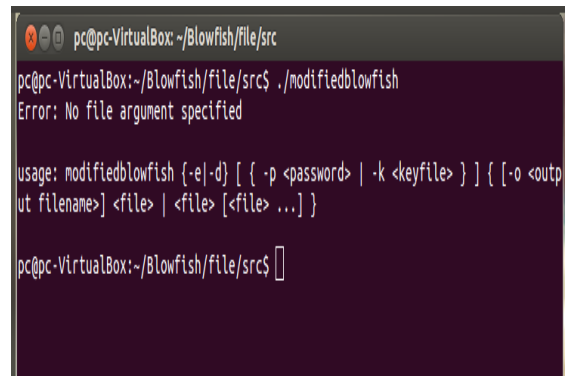 pc@pc-VirtualBox: ~/Blowfish/file/src
pc@pc-VirtualBox:~/Blowfish/file/src$ ./modifiedblowfish
Error: No file argument specified
usage: modifiedblowfish {-e|-d} [ { -p <password> | -k <keyfile> } ] { [-o <outp
ut filename>] <file> | <file> [<file> ...] }
pc@pc-VirtualBox:~/Blowfish/file/src$